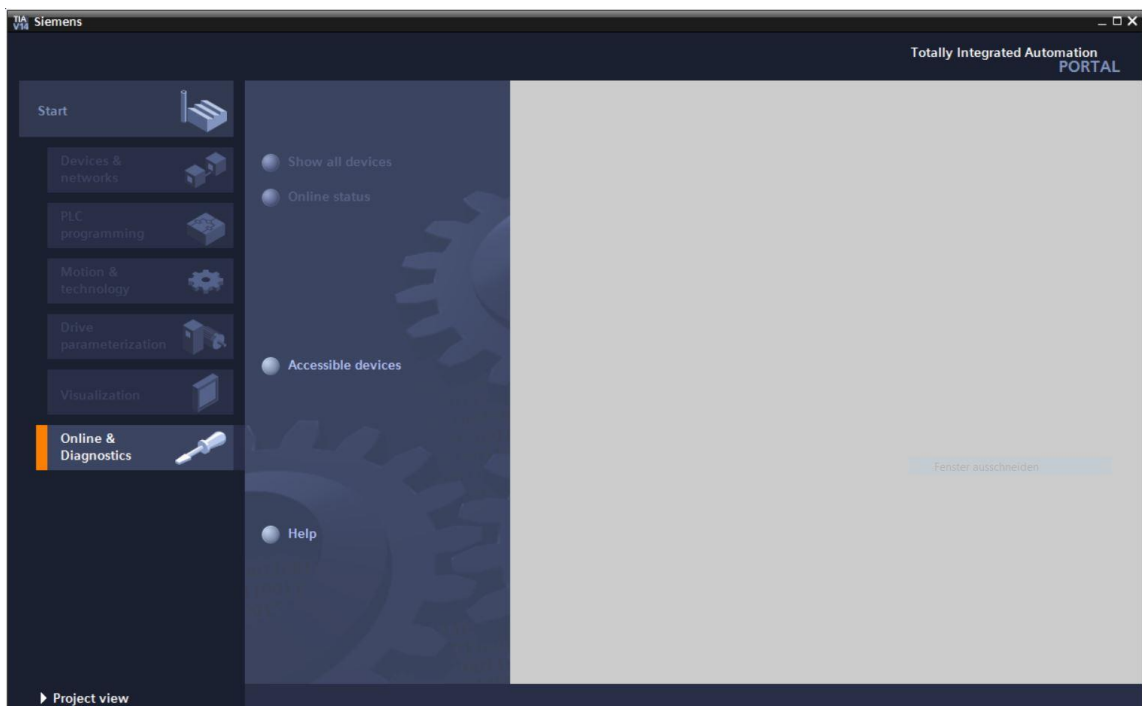 TIA
V14 Siemens
Totally Integrated Automation
PORTAL
Start
Devices &
networks
PLC
programming
Motion &
technology
Drive
parameterization
Visualization
Online &
Diagnostics
Show all devices
Online status
Accessible devices
Help
Fenster ausschneiden
Project view